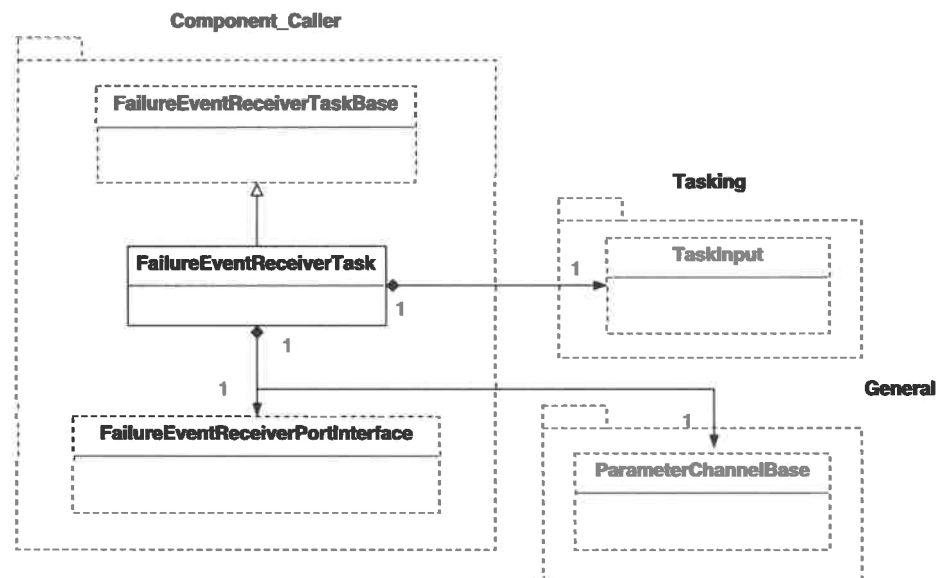 Component_Caller
FailureEventReceiverTaskBase
Tasking
FailureEventReceiverTask
TaskInput
1
1
1
1
General
1
FailureEventReceiverPortInterface
ParameterChannelBase